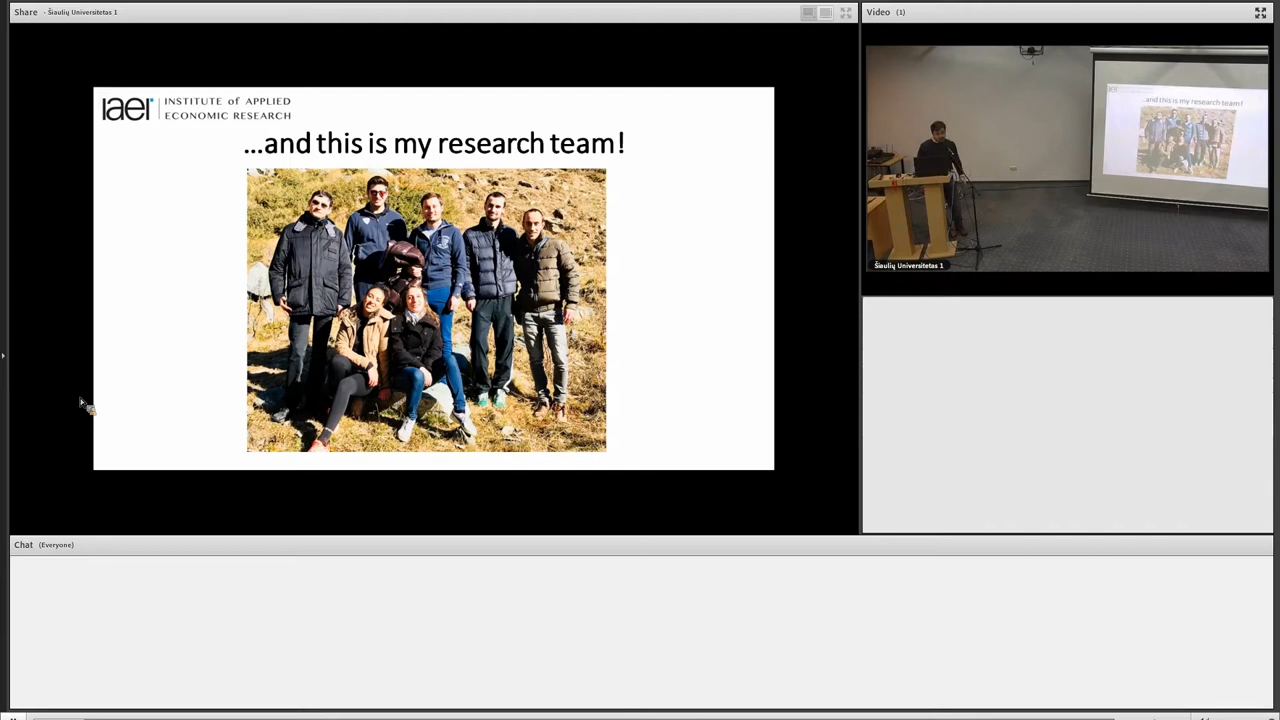 Share - Šiaulių Universitetas 1
Video (1)
iaer INSTITUTE of APPLIED
ECONOMIC RESEARCH
...and this is my research team!
...and this is my research team!
Šiaulių Universitetas 1
Chat (Everyone)